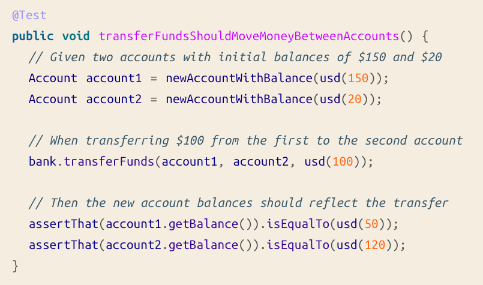 @Test
public void transferFundsShouldMoveMoneyBetweenAccounts() {
// Given two accounts with initial balances of $150 and $20
Account account1 = newAccountWithBalance(usd(150));
Account account2 = newAccountWithBalance(usd(20));
// When transferring $100 from the first to the second account
bank.transferFunds(account1, account2, usd(100));
// Then the new account balances should reflect the transfer
assertThat(account1.getBalance()).isEqualTo(usd(50));
assertThat(account2.getBalance()).isEqualTo(usd(120));
}